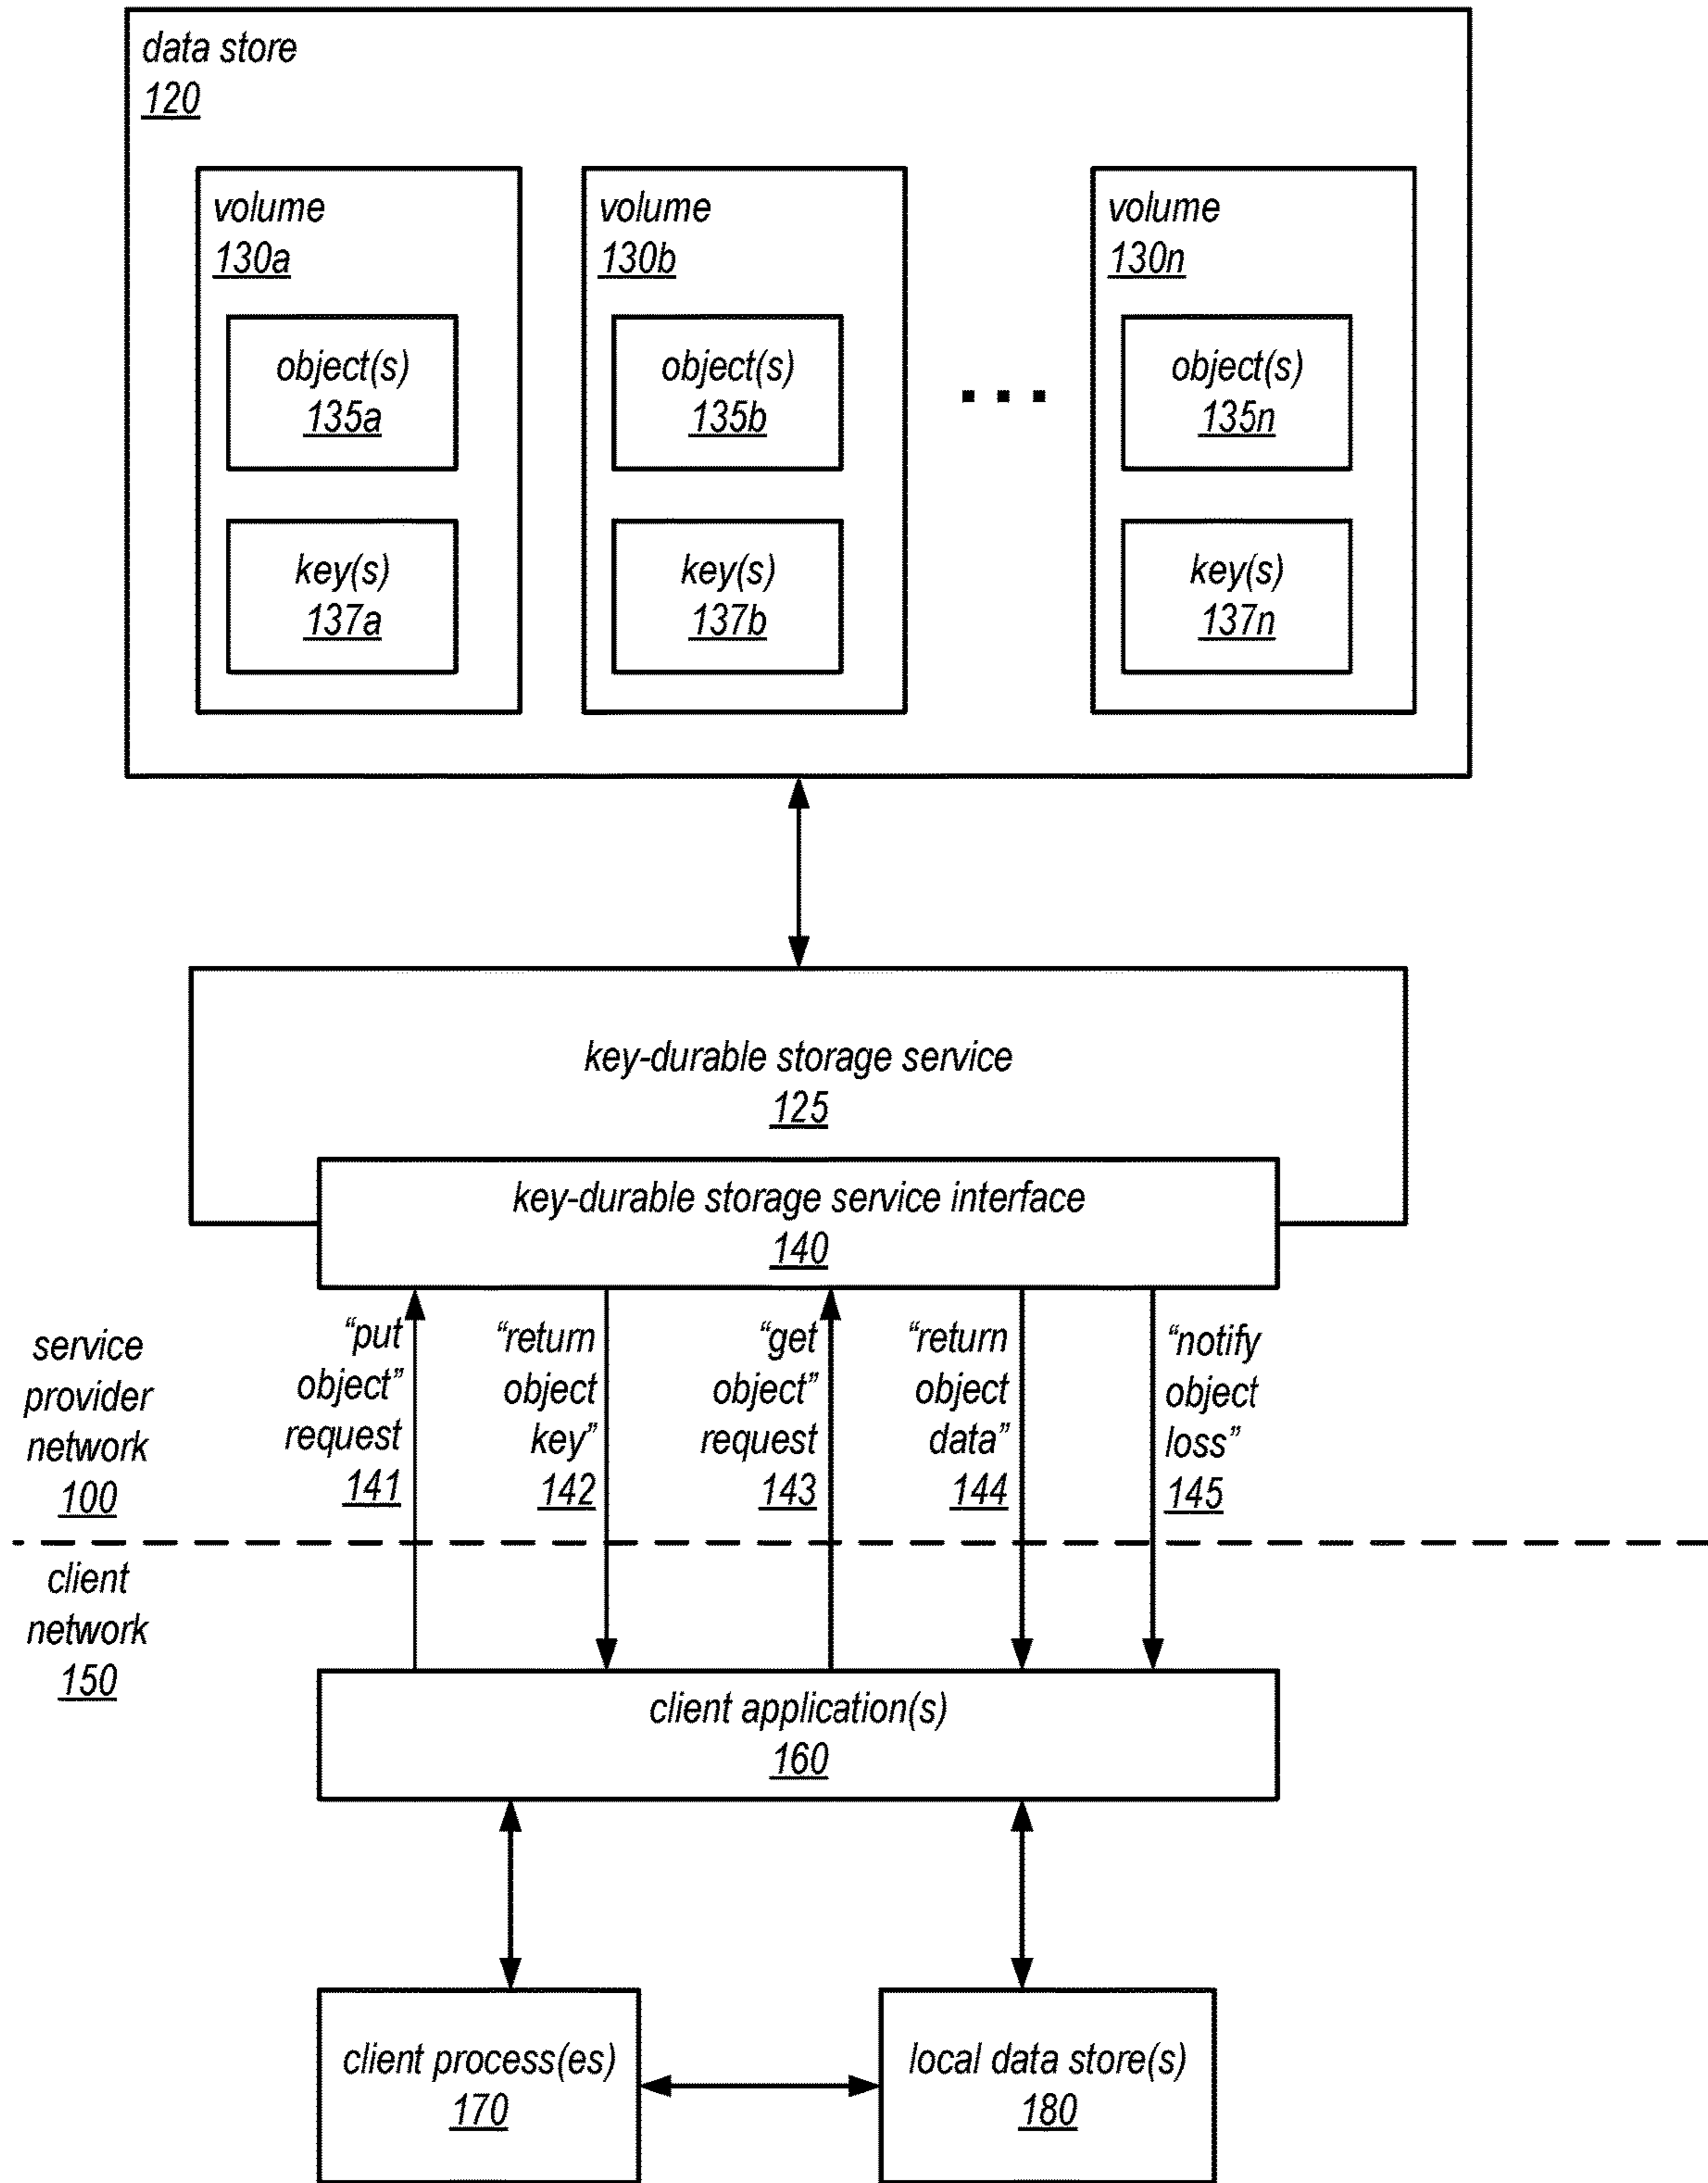 data store
120
volume
130a
object(s)
135a
key(s)
137a
volume
130b
object(s)
135b
key(s)
137b
volume
130n
object(s)
135n
key(s)
137n
key-durable storage service
125
key-durable storage service interface
140
service
provider
network
100
“put
object”
request
141
“return
object
key”
142
“get
object”
request
143
“return
object
data”
144
“notify
object
loss”
145
client
network
150
client application(s)
160
client process(es)
170
local data store(s)
180